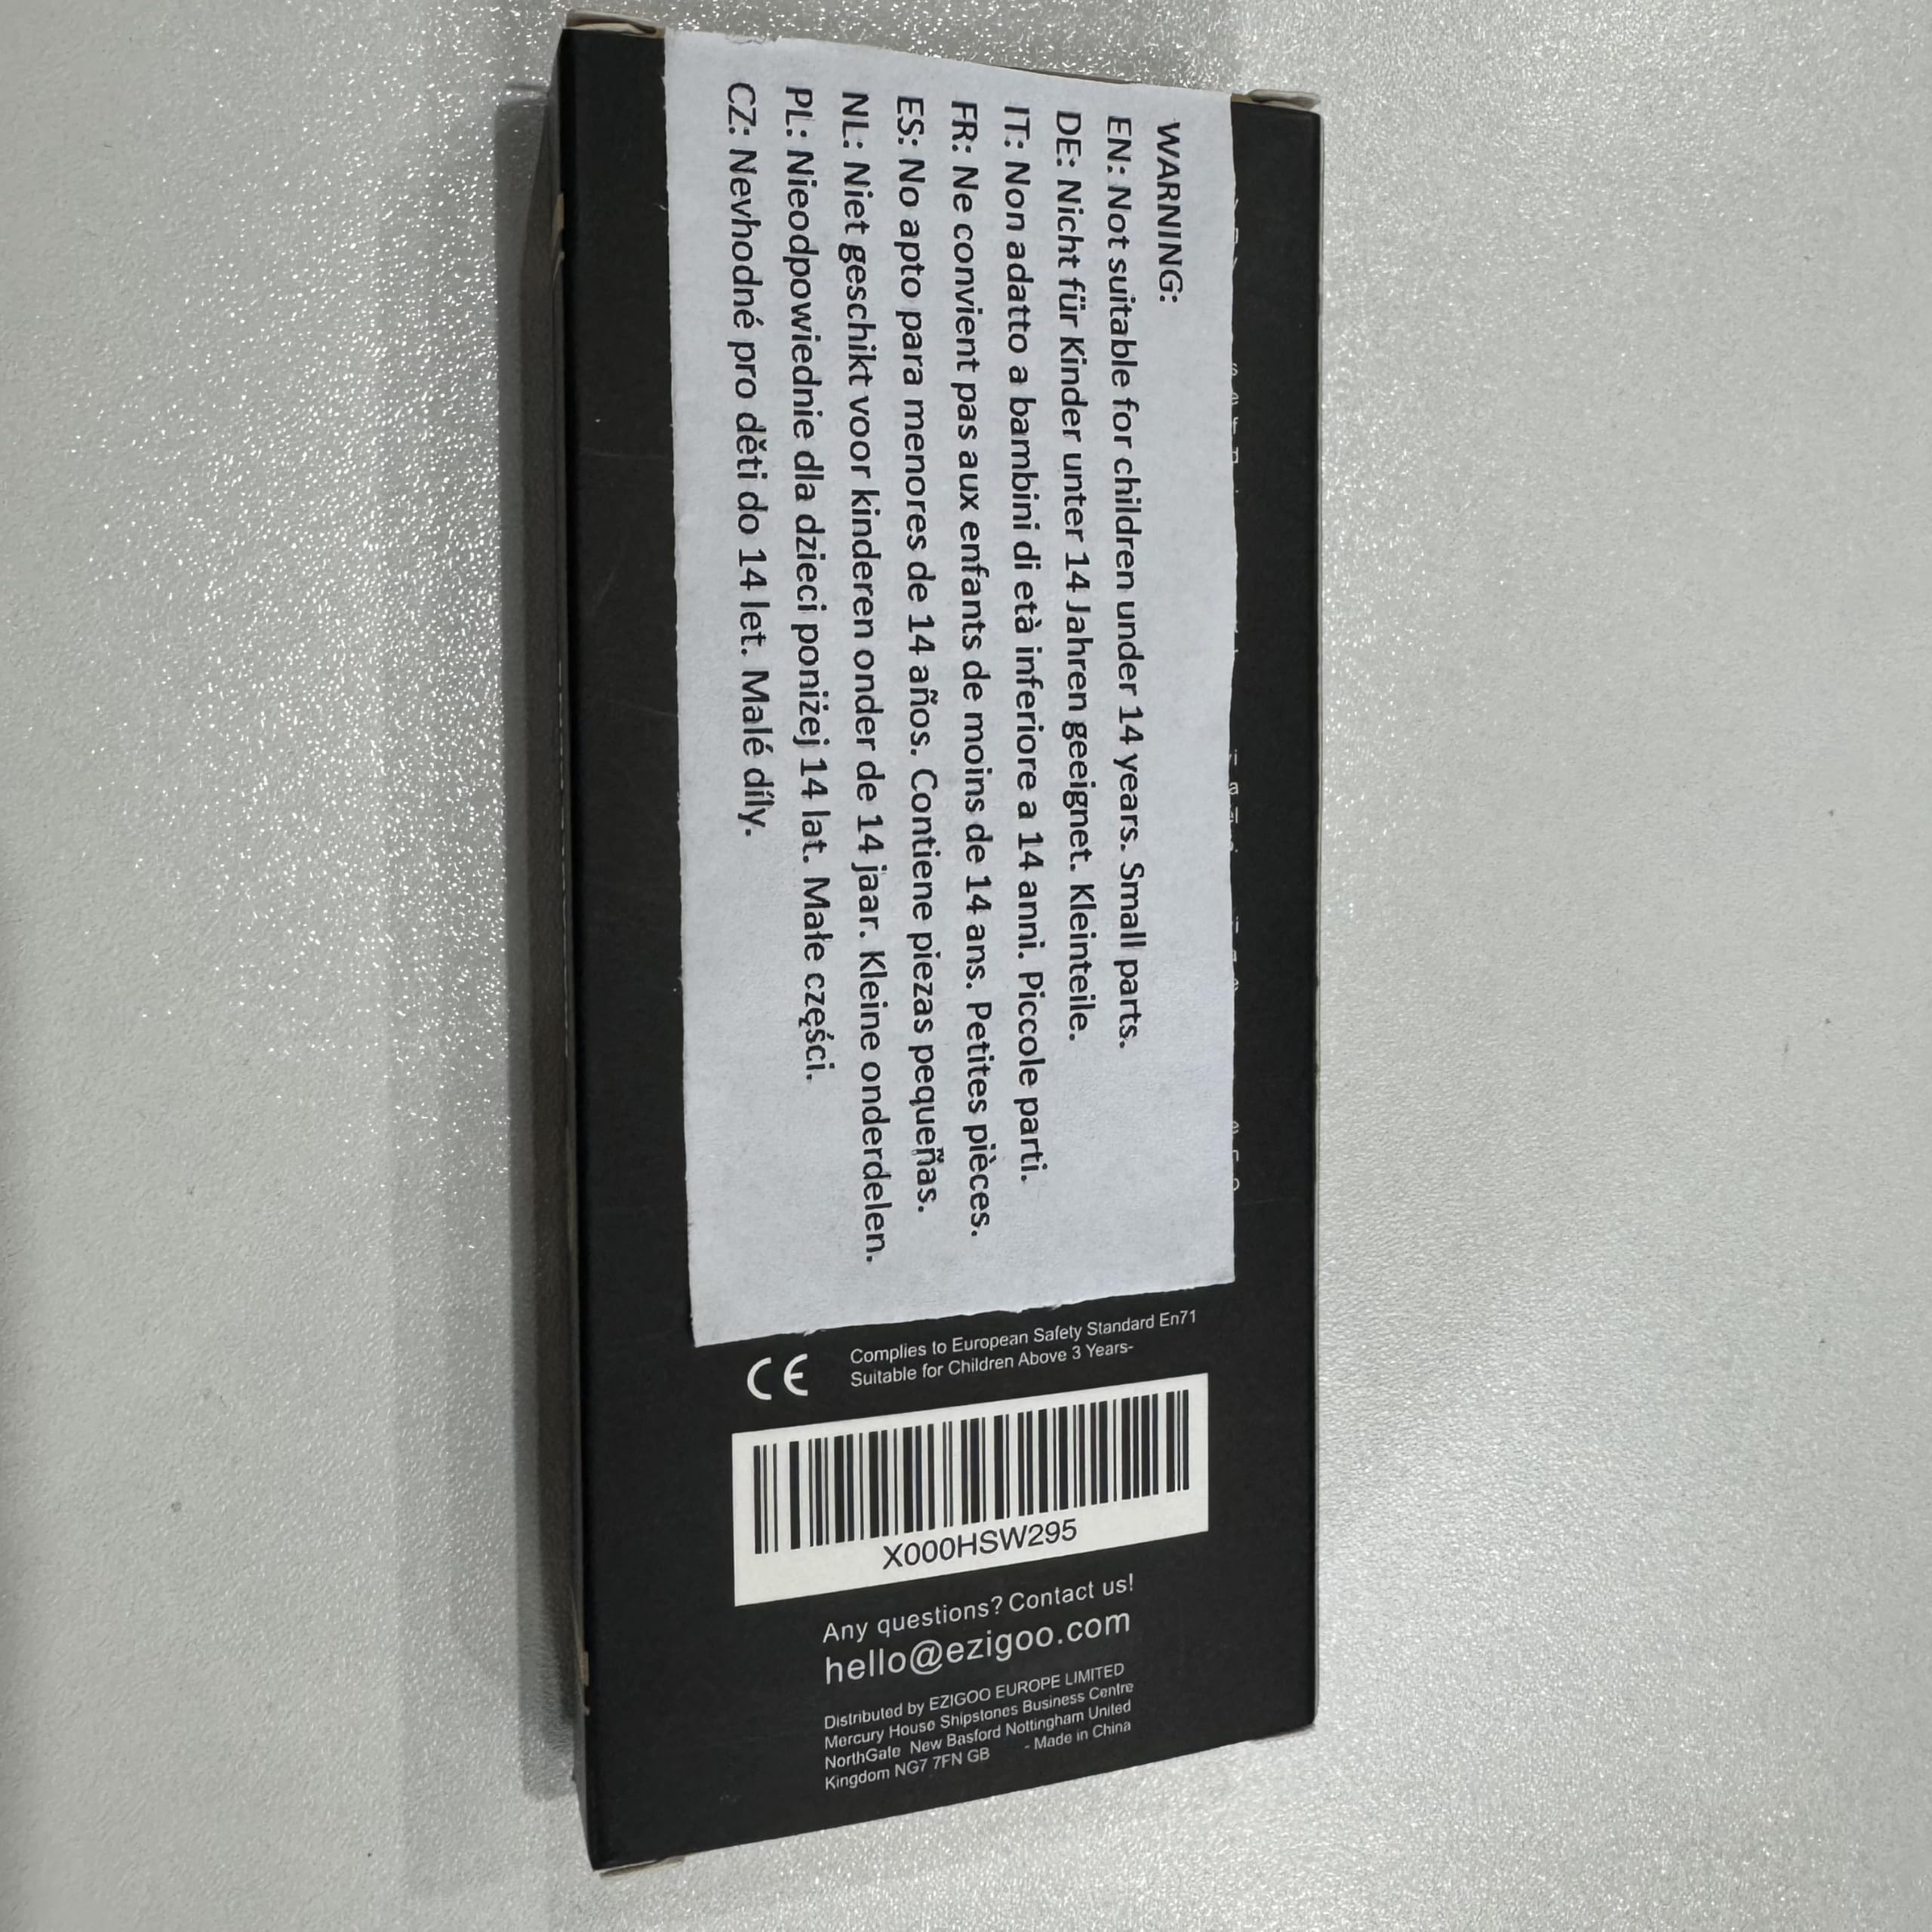 WARNING:
EN: Not suitable for children under 14 years. Small parts.
DE: Nicht für Kinder unter 14 Jahren geeignet. Kleinteile.
IT: Non adatto a bambini di età inferiore a 14 anni. Piccole parti.
FR: Ne convient pas aux enfants de moins de 14 ans. Petites pièces.
ES: No apto para menores de 14 años. Contiene piezas pequeñas.
NL: Niet geschikt voor kinderen onder de 14 jaar. Kleine onderdelen.
PL: Nieodpowiednie dla dzieci poniżej 14 lat. Małe części.
CZ: Nevhodné pro děti do 14 let. Malé díly.
CE
Complies to European Safety Standard En71
Suitable for Children Above 3 Years-
X000HSW295
Any questions? Contact us!
hello@ezigoo.com
Distributed by EZIGOO EUROPE LIMITED
Mercury House Shipstones Business Centre
NorthGate New Basford Nottingham United
Kingdom NG7 7FN GB - Made in China